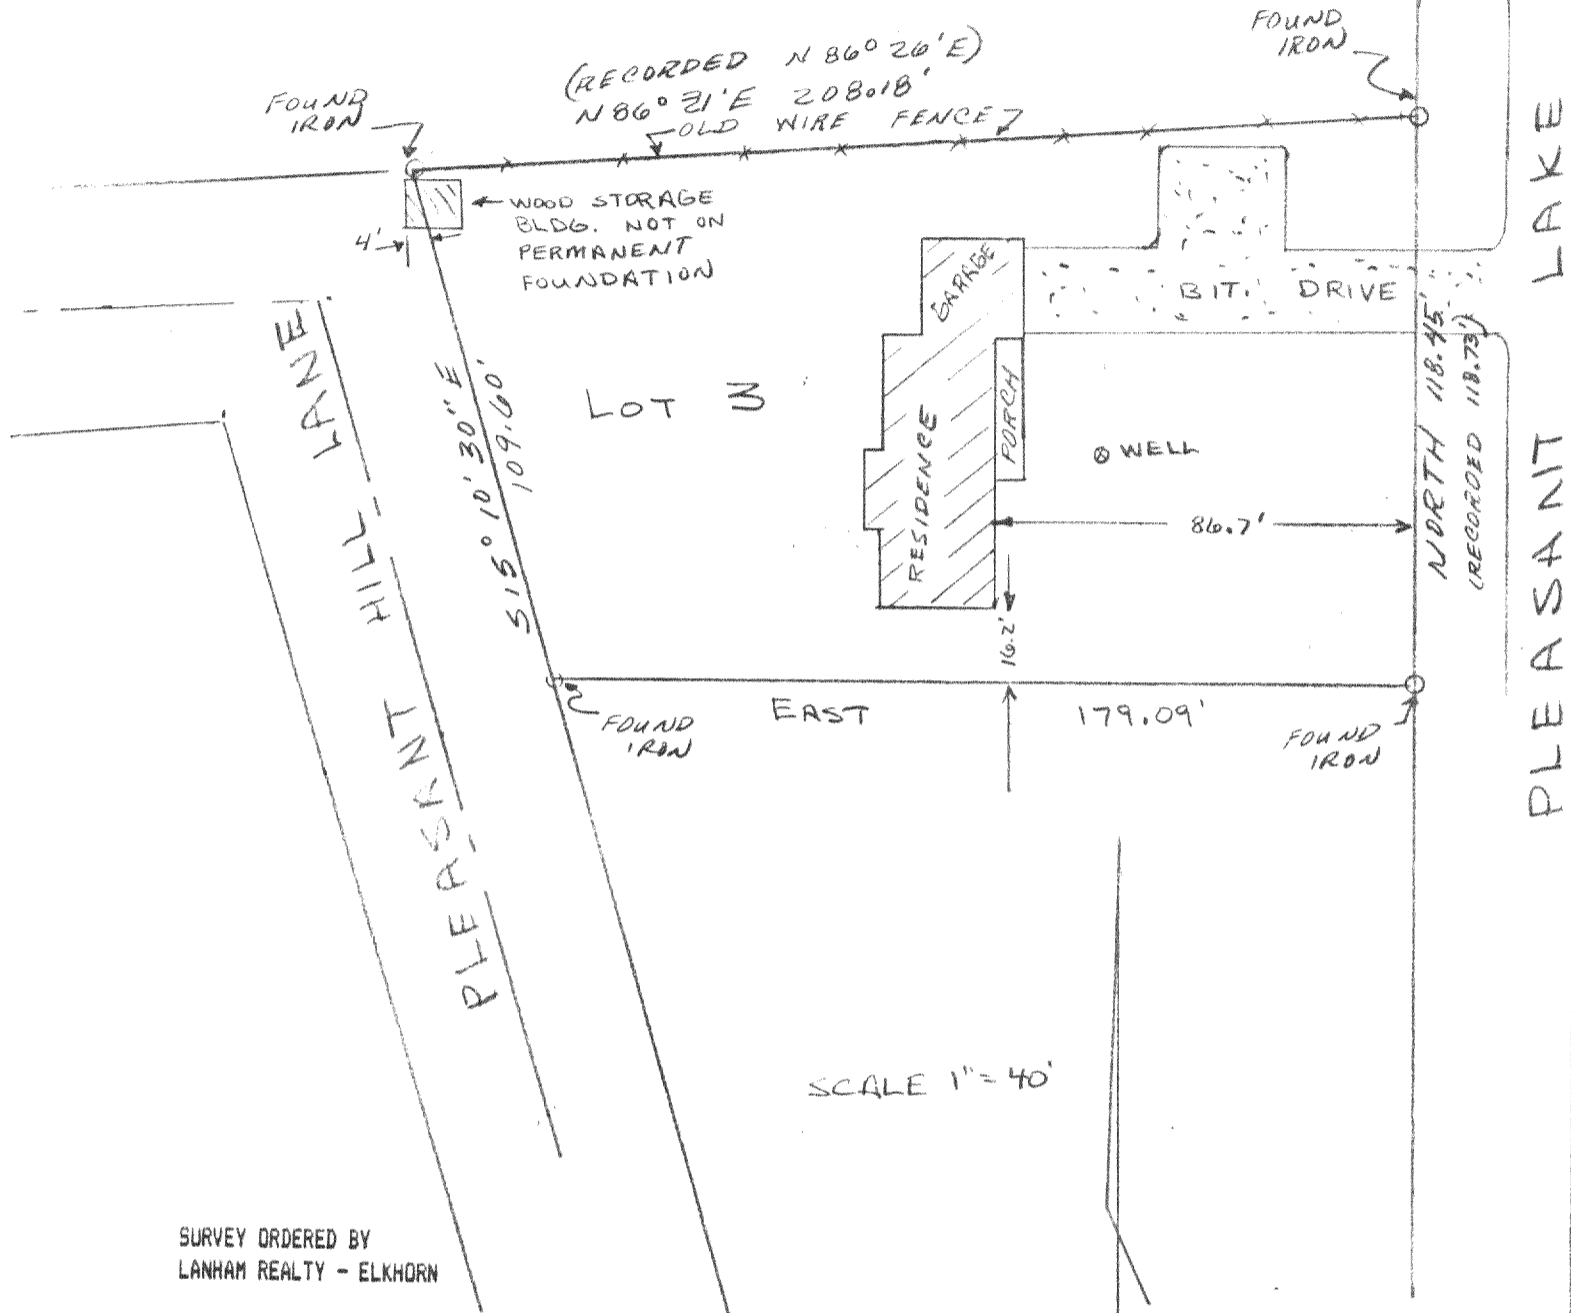 FOUND
IRON
(RECORDED N 86° 26' E)
N 86° 21' E 208.18'
OLD WIRE FENCE
FOUND
IRON
WOOD STORAGE
BLDG. NOT ON
PERMANENT
FOUNDATION
4'
GARAGE
BIT. DRIVE
LOT 3
PORCH
RESIDENCE
WELL
86.7'
16.2'
NORTH 118.45'
(RECORDED 118.73')
PLEASANT LAKE
S 15° 10' 30" E
109.60'
PLEASANT HILL LANE
FOUND
IRON
EAST 179.09'
FOUND
IRON
SCALE 1" = 40'
SURVEY ORDERED BY
LANHAM REALTY - ELKHORN